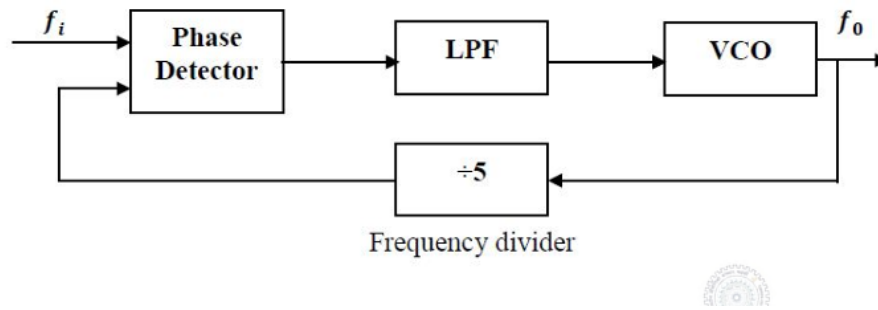 f_i
Phase
Detector
LPF
VCO
f_0
÷5
Frequency divider